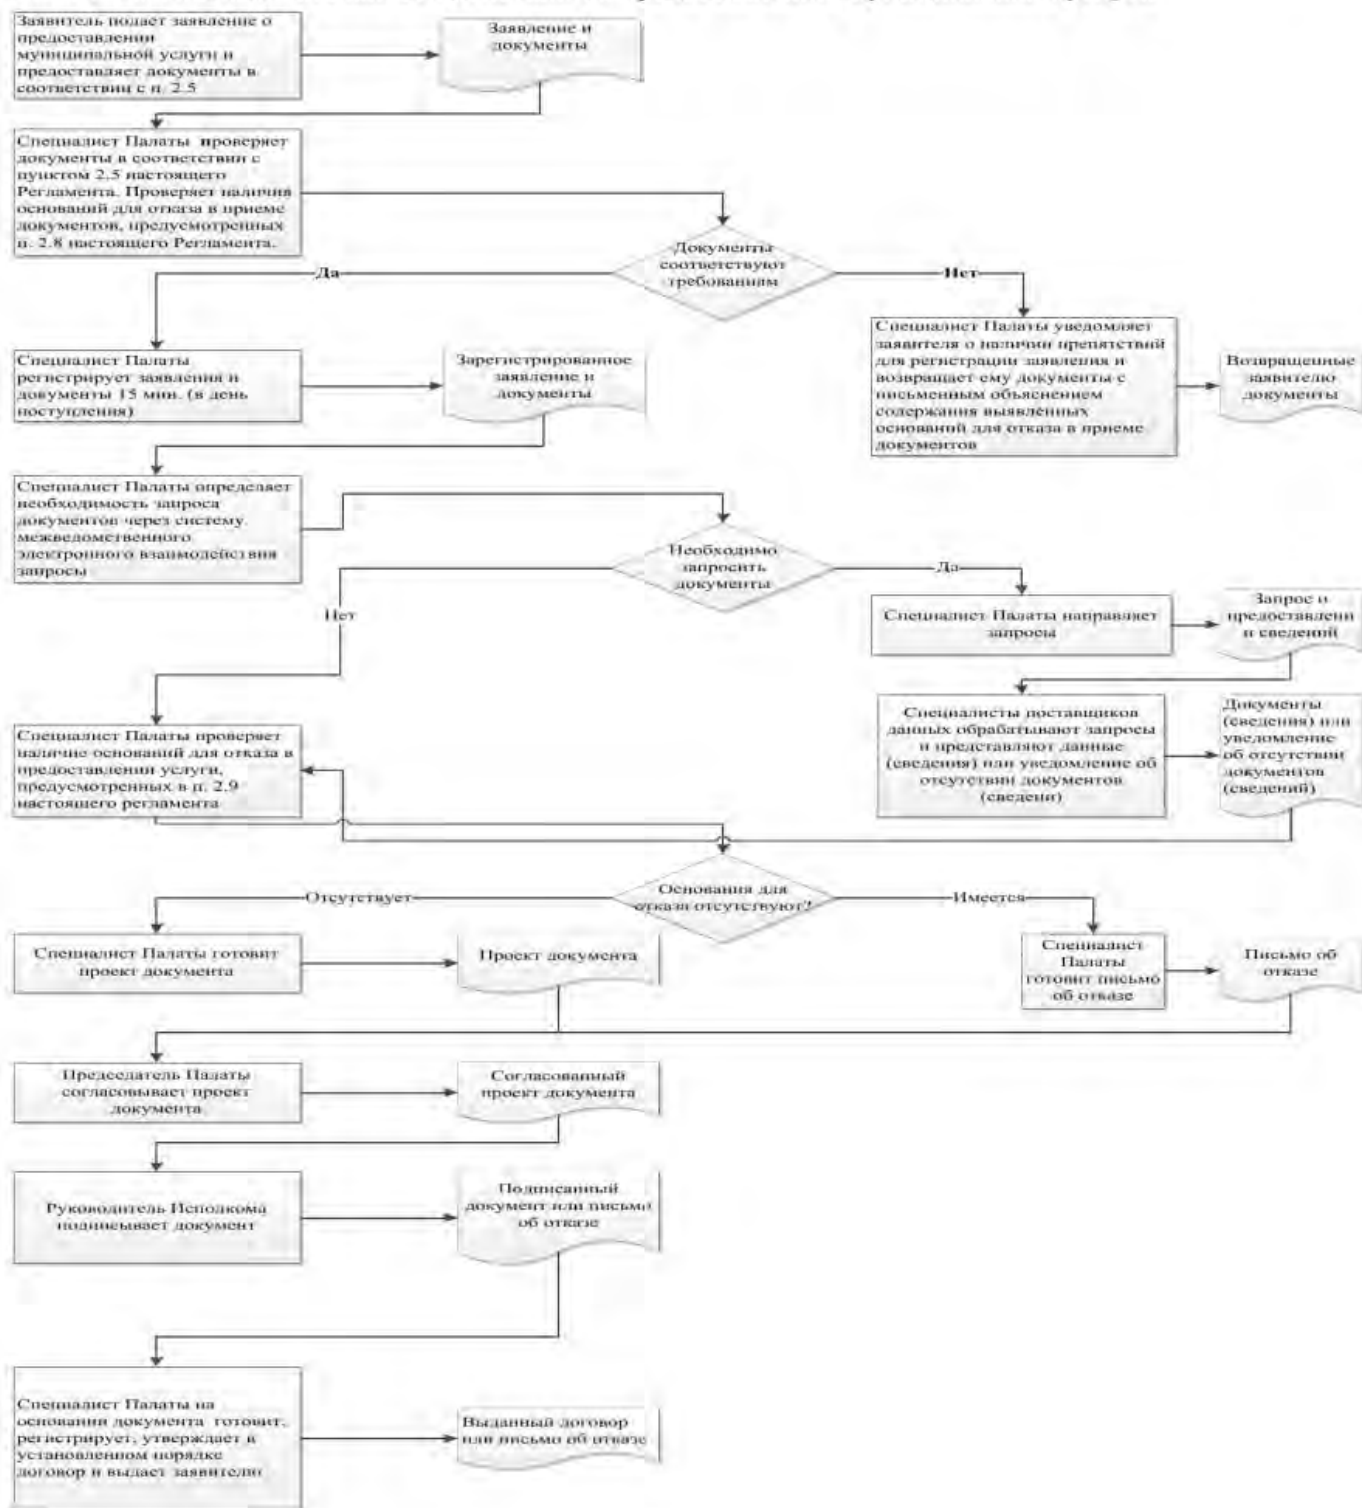 Заявитель подает заявление о
предоставлении
муниципальной услуги и
предоставляет документы в
соответствии с п. 2.5
Заявление и
документы
Специалист Палаты проверяет
документы в соответствии с
пунктом 2.5 настоящего
Регламента. Проверяет наличия
оснований для отказа в приеме
документов, предусмотренных
п. 2.8 настоящего Регламента.
Документы
соответствуют
требованиям
Да
Нет
Специалист Палаты
регистрирует заявления и
документы 15 мин. (в день
поступления)
Зарегистрированное
заявление и
документы
Специалист Палаты уведомляет
заявителя о наличии препятствий
для регистрации заявления и
возвращает ему документы с
письменным объяснением
содержания выявленных
оснований для отказа в приеме
документов
Возвращенные
заявителю
документы
Специалист Палаты определяет
необходимость запроса
документов через систему
межведомственного
электронного взаимодействия
запросы
Необходимо
запросить
документы
Нет
Да
Специалист Палаты направляет
запросы
Запрос и
предоставлени
и сведений
Специалист Палаты проверяет
наличие оснований для отказа в
предоставлении услуги,
предусмотренных в п. 2.9
настоящего регламента
Специалисты поставщиков
данных обрабатывают запросы
и представляют данные
(сведения) или уведомление об
отсутствии документов
(сведени)
Документы
(сведения) или
уведомление
об отсутствии
документов
(сведений)
Основания для
отказа отсутствуют?
Отсутствует
Имеется
Специалист Палаты готовит
проект документа
Проект документа
Специалист
Палаты
готовит письмо
об отказе
Письмо об
отказе
Председатель Палаты
согласовывает проект
документа
Согласованный
проект документа
Руководитель Исполкома
подписывает документ
Подписанный
документ или письмо
об отказе
Специалист Палаты на
основании документа готовит,
регистрирует, утверждает в
установленном порядке
договор и выдает заявителю
Выданный договор
или письмо об отказе